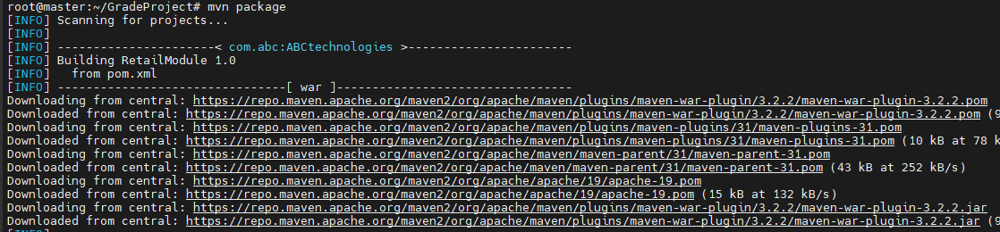 root@master:~/GradeProject# mvn package
[INFO] Scanning for projects...
[INFO]
[INFO] ----------------------< com.abc:ABCtechnologies >-----------------------
[INFO] Building RetailModule 1.0
[INFO]   from pom.xml
[INFO] --------------------------------[ war ]---------------------------------
Downloading from central: https://repo.maven.apache.org/maven2/org/apache/maven/plugins/maven-war-plugin/3.2.2/maven-war-plugin-3.2.2.pom
Downloaded from central: https://repo.maven.apache.org/maven2/org/apache/maven/plugins/maven-war-plugin/3.2.2/maven-war-plugin-3.2.2.pom (9
Downloading from central: https://repo.maven.apache.org/maven2/org/apache/maven/plugins/maven-plugins/31/maven-plugins-31.pom
Downloaded from central: https://repo.maven.apache.org/maven2/org/apache/maven/plugins/maven-plugins/31/maven-plugins-31.pom (10 kB at 78 k
Downloading from central: https://repo.maven.apache.org/maven2/org/apache/maven/maven-parent/31/maven-parent-31.pom
Downloaded from central: https://repo.maven.apache.org/maven2/org/apache/maven/maven-parent/31/maven-parent-31.pom (43 kB at 252 kB/s)
Downloading from central: https://repo.maven.apache.org/maven2/org/apache/apache/19/apache-19.pom
Downloaded from central: https://repo.maven.apache.org/maven2/org/apache/apache/19/apache-19.pom (15 kB at 132 kB/s)
Downloading from central: https://repo.maven.apache.org/maven2/org/apache/maven/plugins/maven-war-plugin/3.2.2/maven-war-plugin-3.2.2.jar
Downloaded from central: https://repo.maven.apache.org/maven2/org/apache/maven/plugins/maven-war-plugin/3.2.2/maven-war-plugin-3.2.2.jar (9